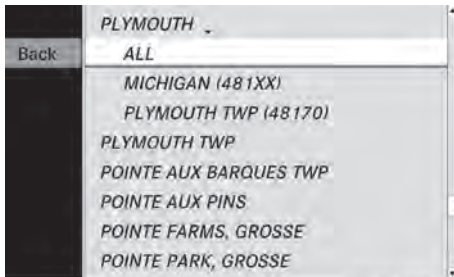 PLYMOUTH
Back
ALL
MICHIGAN (481XX)
PLYMOUTH TWP (48170)
PLYMOUTH TWP
POINTE AUX BARQUES TWP
POINTE AUX PINS
POINTE FARMS, GROSSE
POINTE PARK, GROSSE